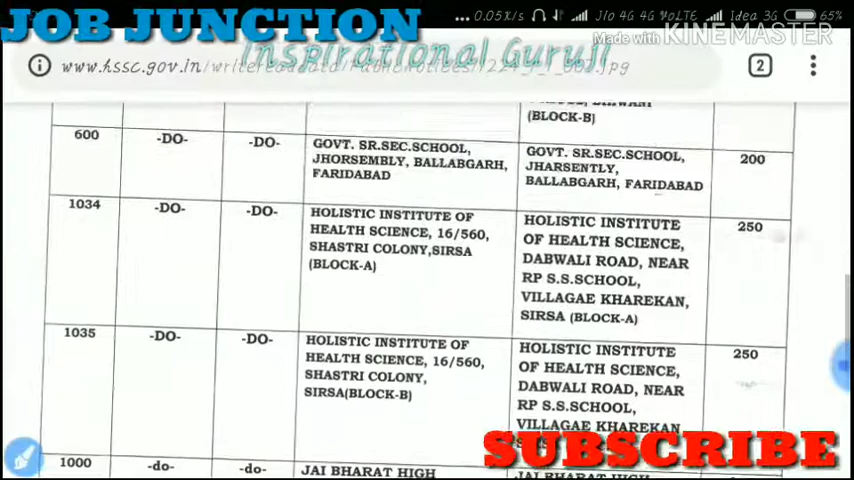 JOB JUNCTION
0.05K/s Jio 4G 4G VoLTE Idea 3G 65%
Made with KINEMASTER
Inspirational Guruji
www.hssc.gov.in/writereaddata/
2
(BLOCK-B)
600 -DO- -DO- GOVT. SR.SEC.SCHOOL, JHORSEMBLY, BALLABGARH, FARIDABAD GOVT. SR.SEC.SCHOOL, JHARSENTLY, BALLABGARH, FARIDABAD 200
1034 -DO- -DO- HOLISTIC INSTITUTE OF HEALTH SCIENCE, 16/560, SHASTRI COLONY,SIRSA (BLOCK-A) HOLISTIC INSTITUTE OF HEALTH SCIENCE, DABWALI ROAD, NEAR RP S.S.SCHOOL, VILLAGAE KHAREKAN, SIRSA (BLOCK-A) 250
1035 -DO- -DO- HOLISTIC INSTITUTE OF HEALTH SCIENCE, 16/560, SHASTRI COLONY, SIRSA(BLOCK-B) HOLISTIC INSTITUTE OF HEALTH SCIENCE, DABWALI ROAD, NEAR RP S.S.SCHOOL, VILLAGAE KHAREKAN 250
1000 -do- -do- JAI BHARAT HIGH JAI BHARAT HIGH
SUBSCRIBE